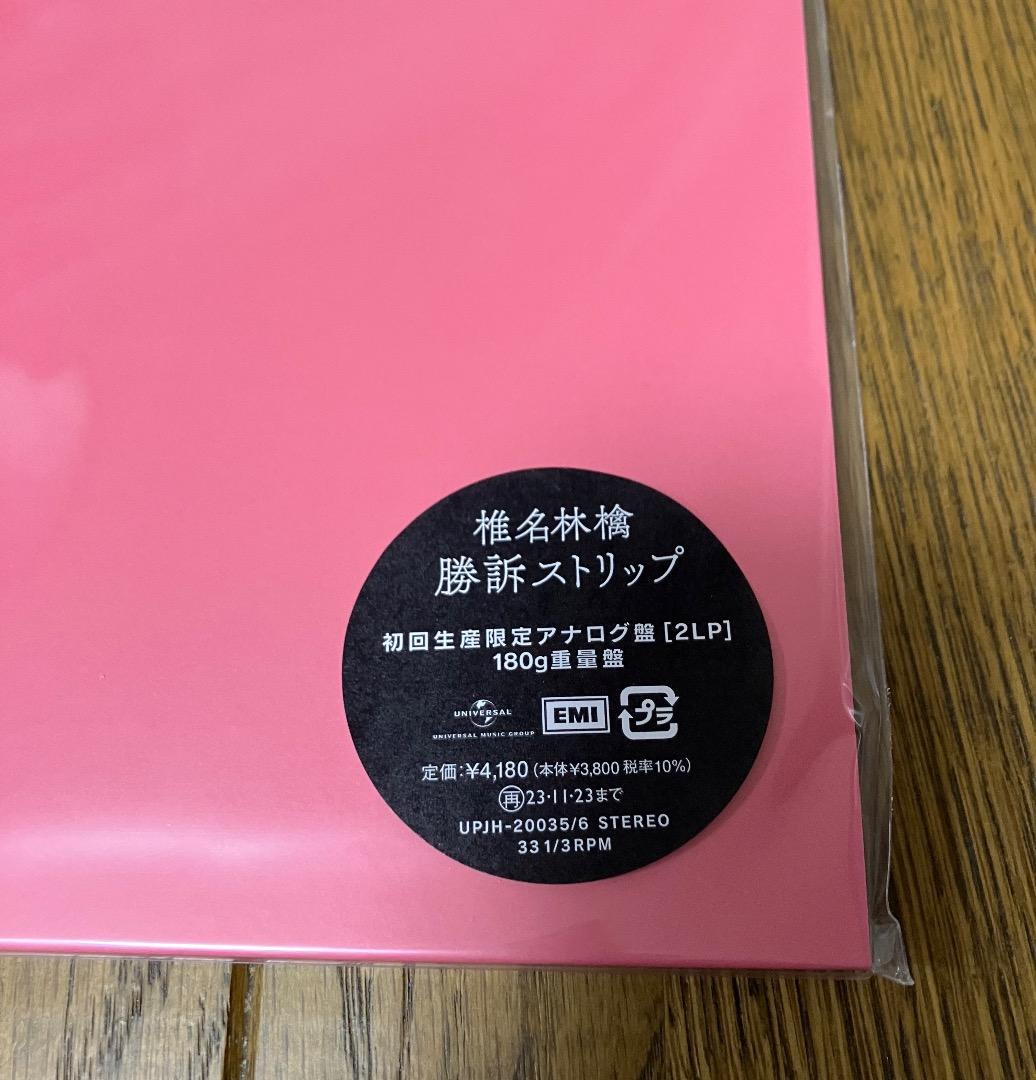 椎名林檎
勝訴ストリップ
初回生産限定アナログ盤[2LP]
180g重量盤
UNIVERSAL
UNIVERSAL MUSIC GROUP
EMI
プラ
定価:¥4,180(本体¥3,800 税率10%)
再23・11・23まで
UPJH-20035/6 STEREO
33 1/3RPM